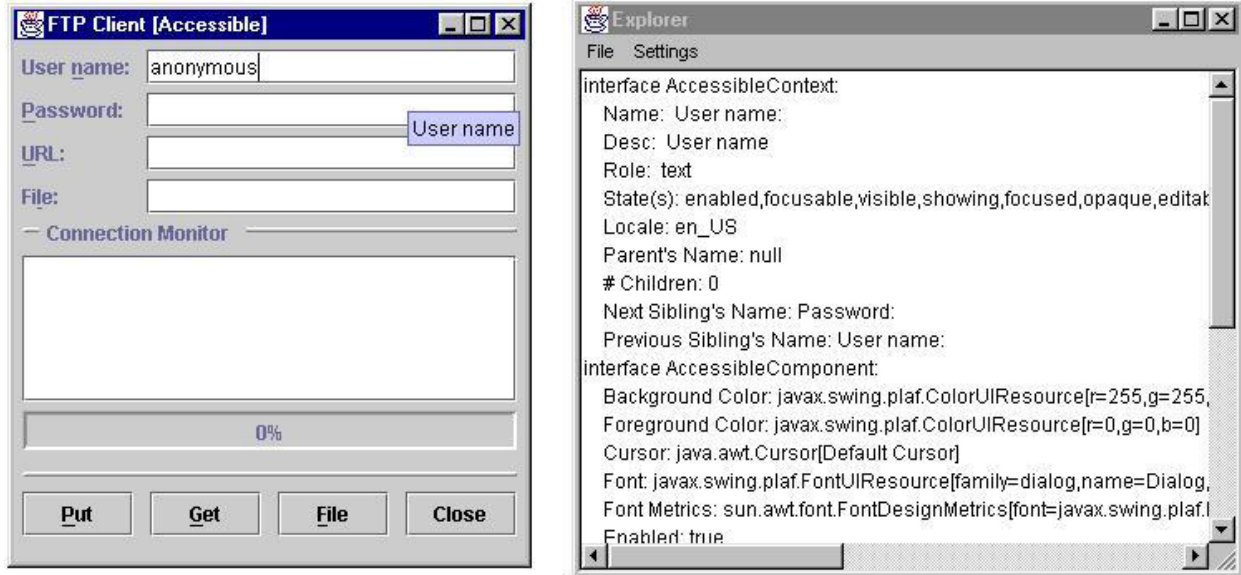 FTP Client [Accessible]
User name: anonymous
Password:
User name
URL:
File:
Connection Monitor
0%
Put Get File Close
Explorer
File Settings
interface AccessibleContext:
Name: User name:
Desc: User name
Role: text
State(s): enabled,focusable,visible,showing,focused,opaque,editab
Locale: en_US
Parent's Name: null
# Children: 0
Next Sibling's Name: Password:
Previous Sibling's Name: User name:
interface AccessibleComponent:
Background Color: javax.swing.plaf.ColorUIResource[r=255,g=255,
Foreground Color: javax.swing.plaf.ColorUIResource[r=0,g=0,b=0]
Cursor: java.awt.Cursor[Default Cursor]
Font: javax.swing.plaf.FontUIResource[family=dialog,name=Dialog,
Font Metrics: sun.awt.font.FontDesignMetrics[font=javax.swing.plaf.
Enabled: true